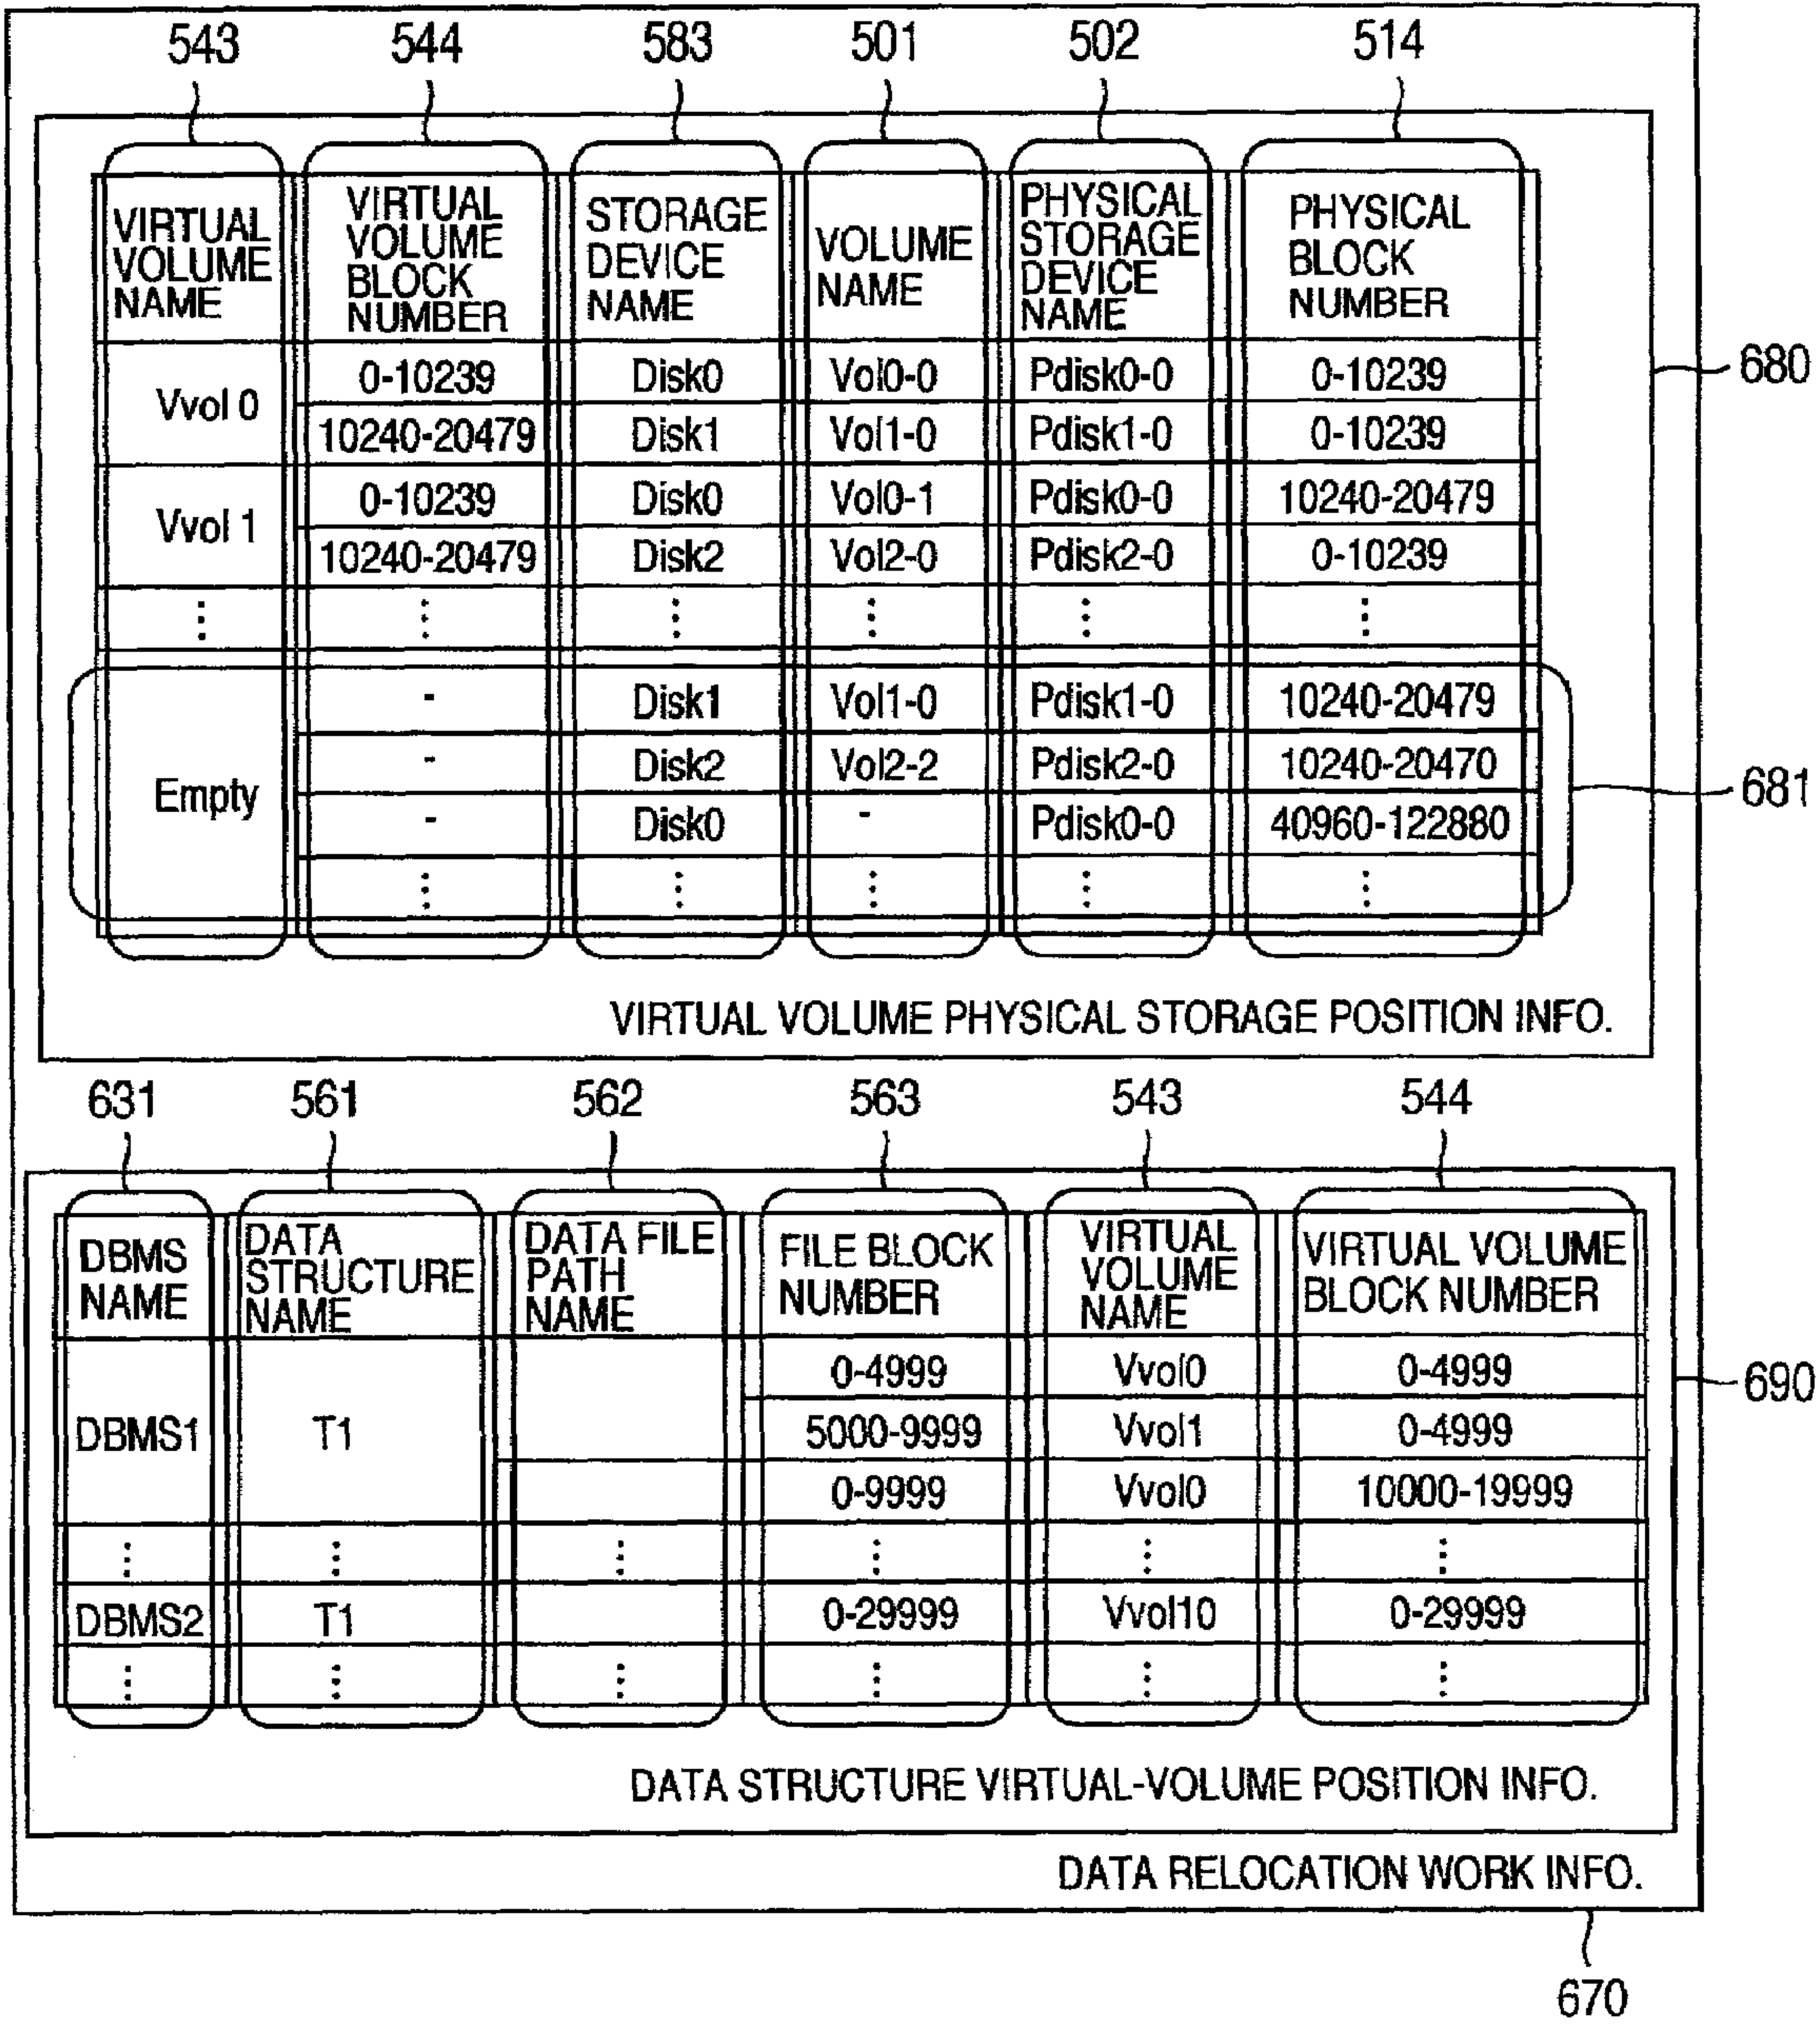 543 544 583 501 502 514
VIRTUAL VOLUME NAME VIRTUAL VOLUME BLOCK NUMBER STORAGE DEVICE NAME VOLUME NAME PHYSICAL STORAGE DEVICE NAME PHYSICAL BLOCK NUMBER
Vvol 0 0-10239 Disk0 Vol0-0 Pdisk0-0 0-10239
10240-20479 Disk1 Vol1-0 Pdisk1-0 0-10239
680
Vvol 1 0-10239 Disk0 Vol0-1 Pdisk0-0 10240-20479
10240-20479 Disk2 Vol2-0 Pdisk2-0 0-10239
⋮ ⋮ ⋮ ⋮ ⋮ ⋮
Empty - Disk1 Vol1-0 Pdisk1-0 10240-20479
- Disk2 Vol2-2 Pdisk2-0 10240-20470
681
- Disk0 - Pdisk0-0 40960-122880
⋮ ⋮ ⋮ ⋮ ⋮
VIRTUAL VOLUME PHYSICAL STORAGE POSITION INFO.
631 561 562 563 543 544
DBMS NAME DATA STRUCTURE NAME DATA FILE PATH NAME FILE BLOCK NUMBER VIRTUAL VOLUME NAME VIRTUAL VOLUME BLOCK NUMBER
DBMS1 T1 0-4999 Vvol0 0-4999
690
5000-9999 Vvol1 0-4999
0-9999 Vvol0 10000-19999
⋮ ⋮ ⋮ ⋮ ⋮ ⋮
DBMS2 T1 0-29999 Vvol10 0-29999
⋮ ⋮ ⋮ ⋮ ⋮ ⋮
DATA STRUCTURE VIRTUAL-VOLUME POSITION INFO.
DATA RELOCATION WORK INFO.
670